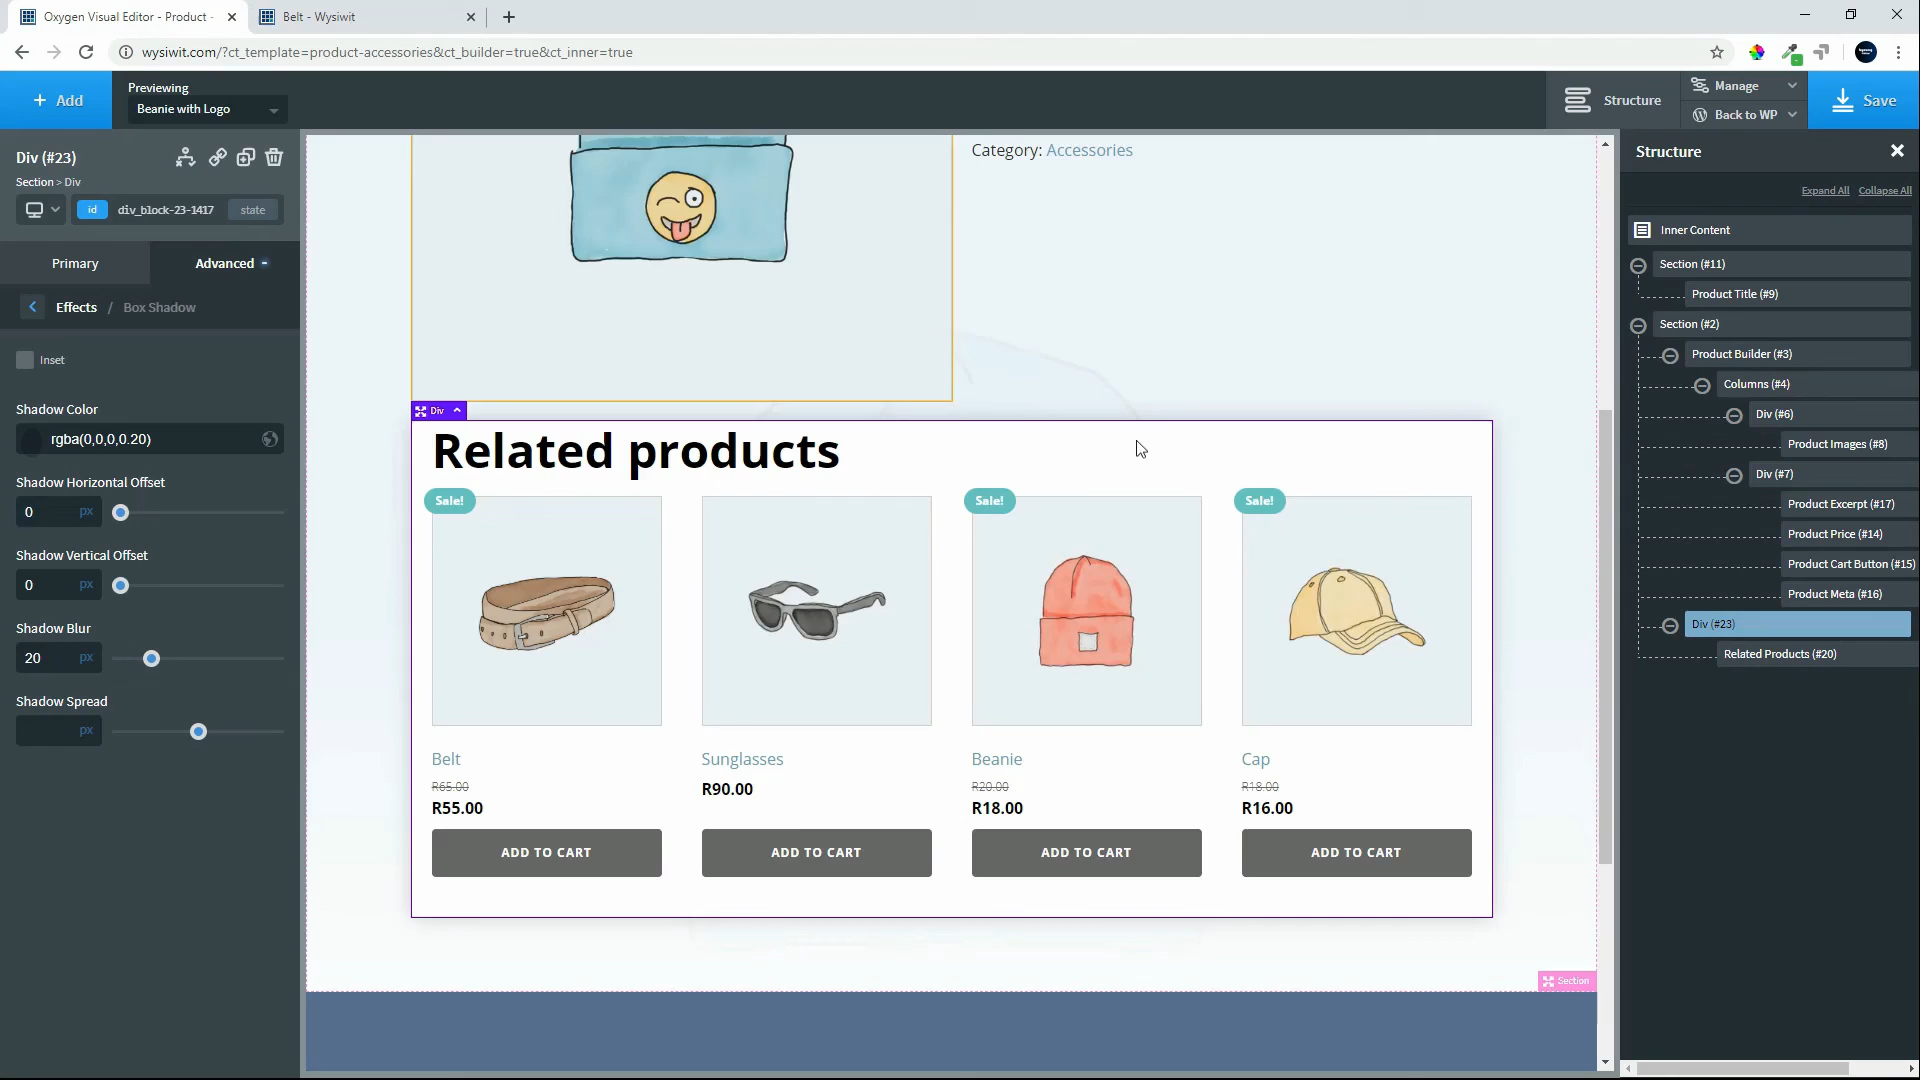 Oxygen Visual Editor - Product -
Belt - Wysiwit
wysiwit.com/?ct_template=product-accessories&ct_builder=true&ct_inner=true
+ Add
Previewing
Beanie with Logo
Structure
Manage
Back to WP
Save
Div (#23)
Section > Div
id div_block-23-1417 state
Primary
Advanced
Effects / Box Shadow
Inset
Shadow Color
rgba(0,0,0,0.20)
Shadow Horizontal Offset
0 px
Shadow Vertical Offset
0 px
Shadow Blur
20 px
Shadow Spread
px
Category: Accessories
Div
Related products
Sale!
Sale!
Sale!
Belt
R65.00
R55.00
ADD TO CART
Sunglasses
R90.00
ADD TO CART
Beanie
R20.00
R18.00
ADD TO CART
Cap
R18.00
R16.00
ADD TO CART
Section
Structure
Expand All Collapse All
Inner Content
Section (#11)
Product Title (#9)
Section (#2)
Product Builder (#3)
Columns (#4)
Div (#6)
Product Images (#8)
Div (#7)
Product Excerpt (#17)
Product Price (#14)
Product Cart Button (#15)
Product Meta (#16)
Div (#23)
Related Products (#20)